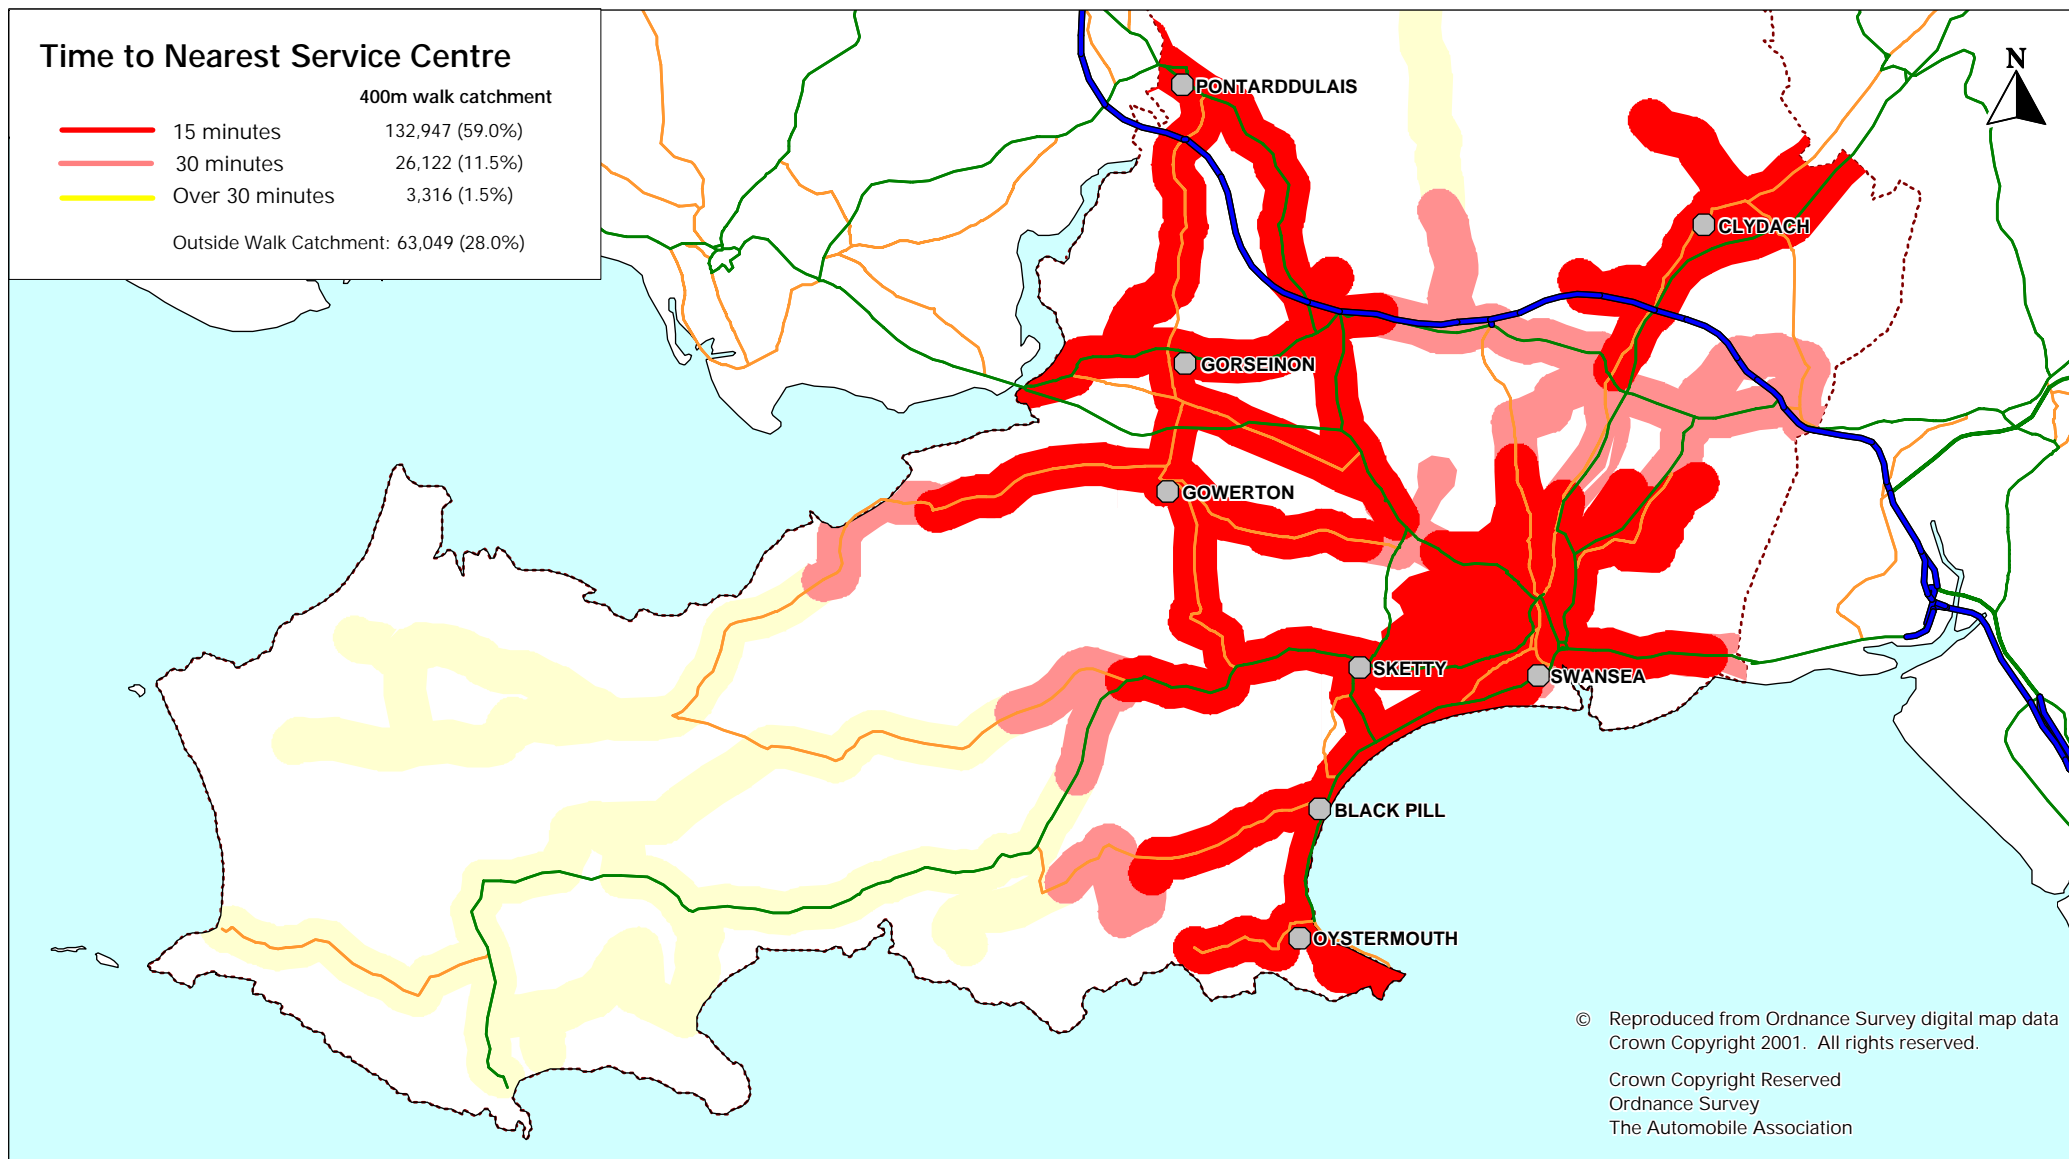 Time to Nearest Service Centre
400m walk catchment
15 minutes 132,947 (59.0%)
30 minutes 26,122 (11.5%)
Over 30 minutes 3,316 (1.5%)
Outside Walk Catchment: 63,049 (28.0%)
N
PONTARDDULAIS
CLYDACH
GORSEINON
GOWERTON
SKETTY
SWANSEA
BLACK PILL
OYSTERMOUTH
© Reproduced from Ordnance Survey digital map data
Crown Copyright 2001. All rights reserved.
Crown Copyright Reserved
Ordnance Survey
The Automobile Association